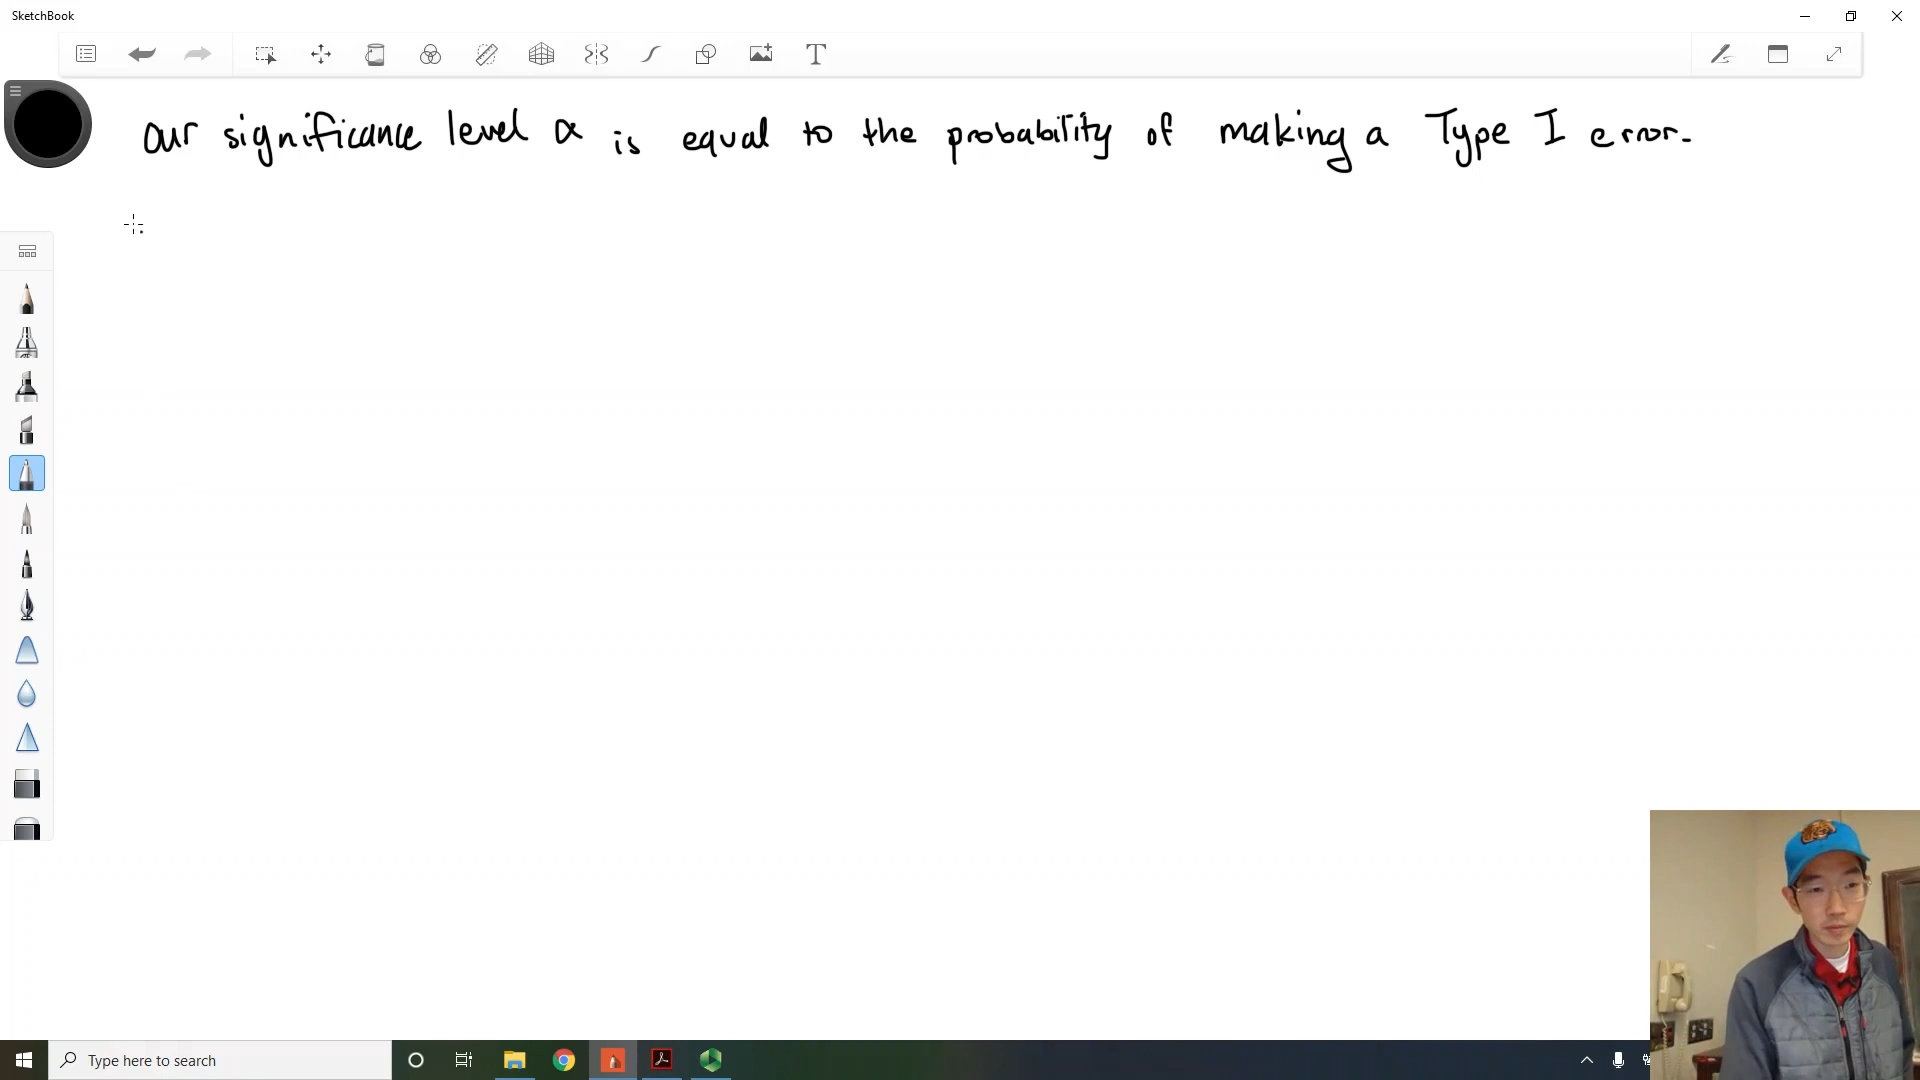 SketchBook
T
Our significance level α is equal to the probability of making a Type I error.
Type here to search